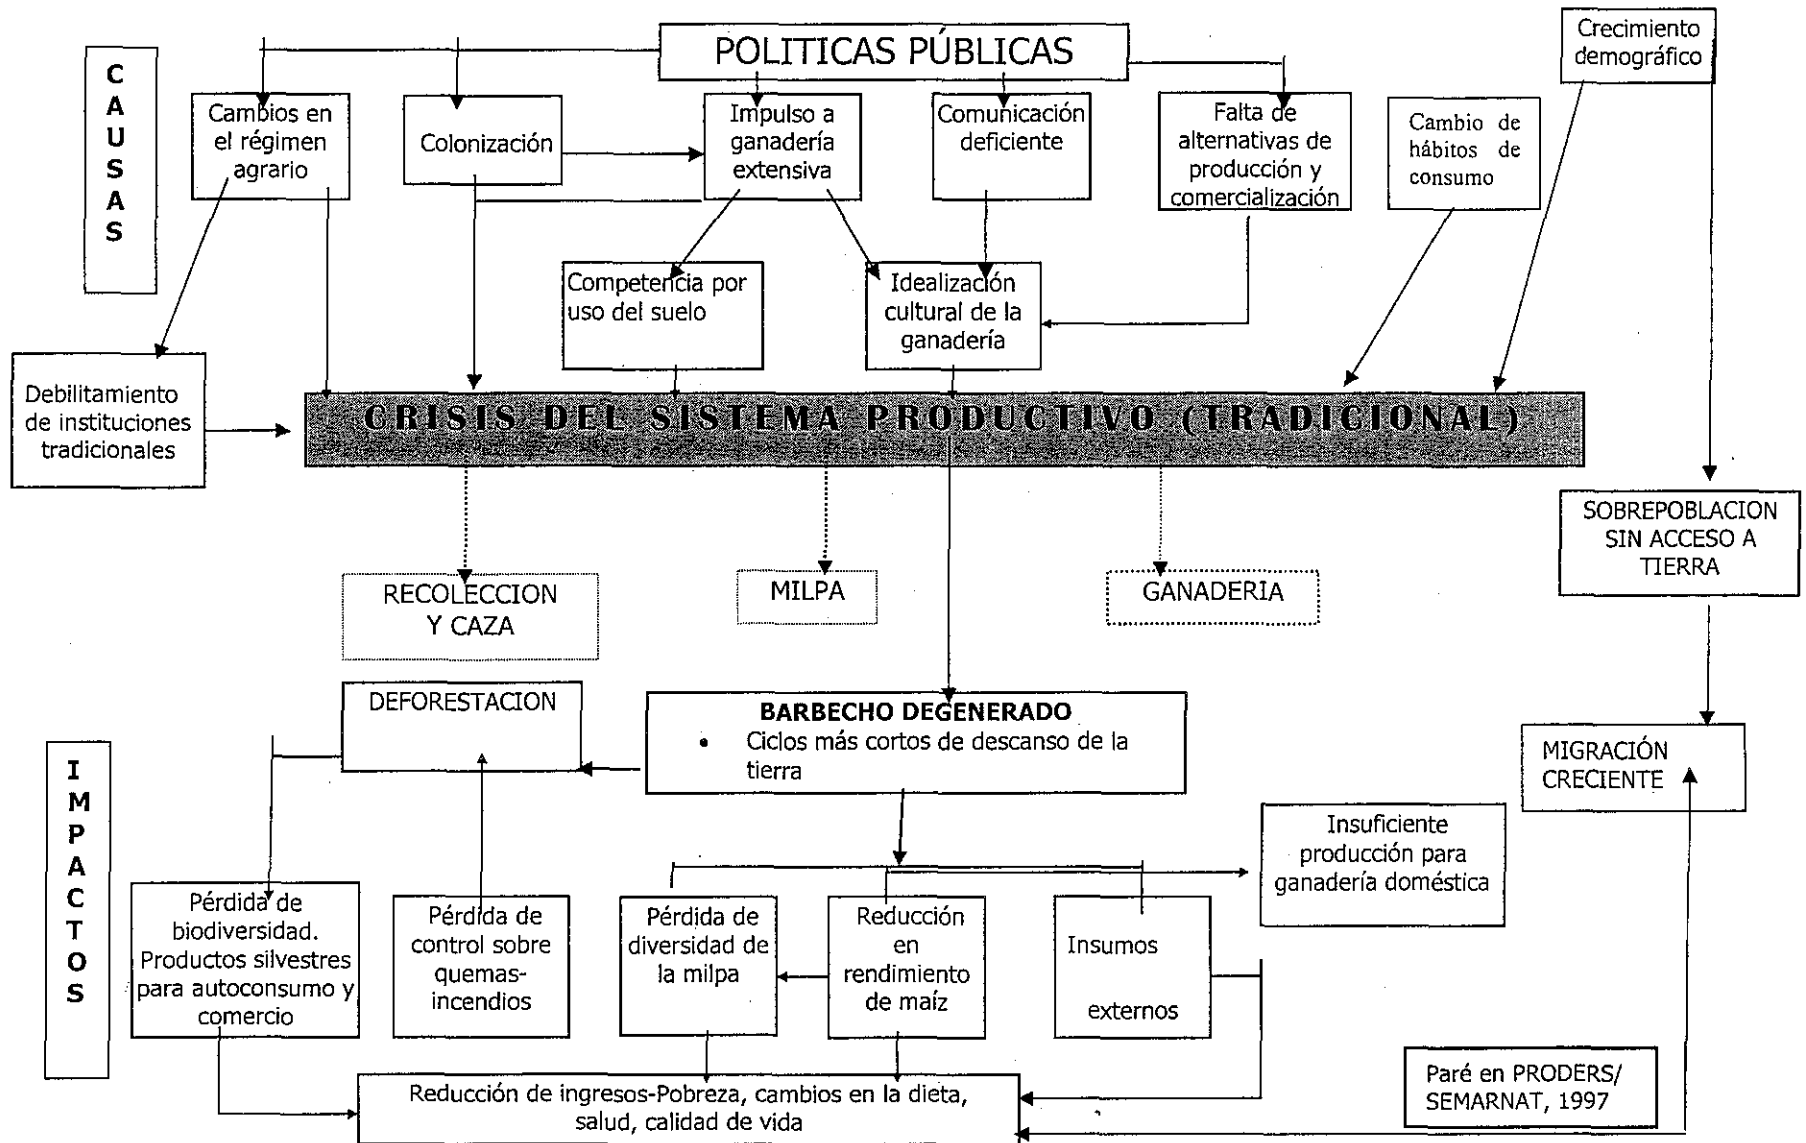 POLITICAS PÚBLICAS
Crecimiento
demográfico
C
A
U
S
A
S
Cambios en
el régimen
agrario
Colonización
Impulso a
ganadería
extensiva
Comunicación
deficiente
Falta de
alternativas de
producción y
comercialización
Cambio de
hábitos de
consumo
Competencia por
uso del suelo
Idealización
cultural de la
ganadería
Debilitamiento
de instituciones
tradicionales
CRISIS DEL SISTEMA PRODUCTIVO (TRADICIONAL)
SOBREPOBLACION
SIN ACCESO A
TIERRA
RECOLECCION
Y CAZA
MILPA
GANADERIA
DEFORESTACION
BARBECHO DEGENERADO
• Ciclos más cortos de descanso de la
tierra
MIGRACIÓN
CRECIENTE
I
M
P
A
C
T
O
S
Insuficiente
producción para
ganadería doméstica
Pérdida de
biodiversidad.
Productos silvestres
para autoconsumo y
comercio
Pérdida de
control sobre
quemas-
incendios
Pérdida de
diversidad de
la milpa
Reducción
en
rendimiento
de maíz
Insumos
externos
Reducción de ingresos-Pobreza, cambios en la dieta,
salud, calidad de vida
Paré en PRODERS/
SEMARNAT, 1997